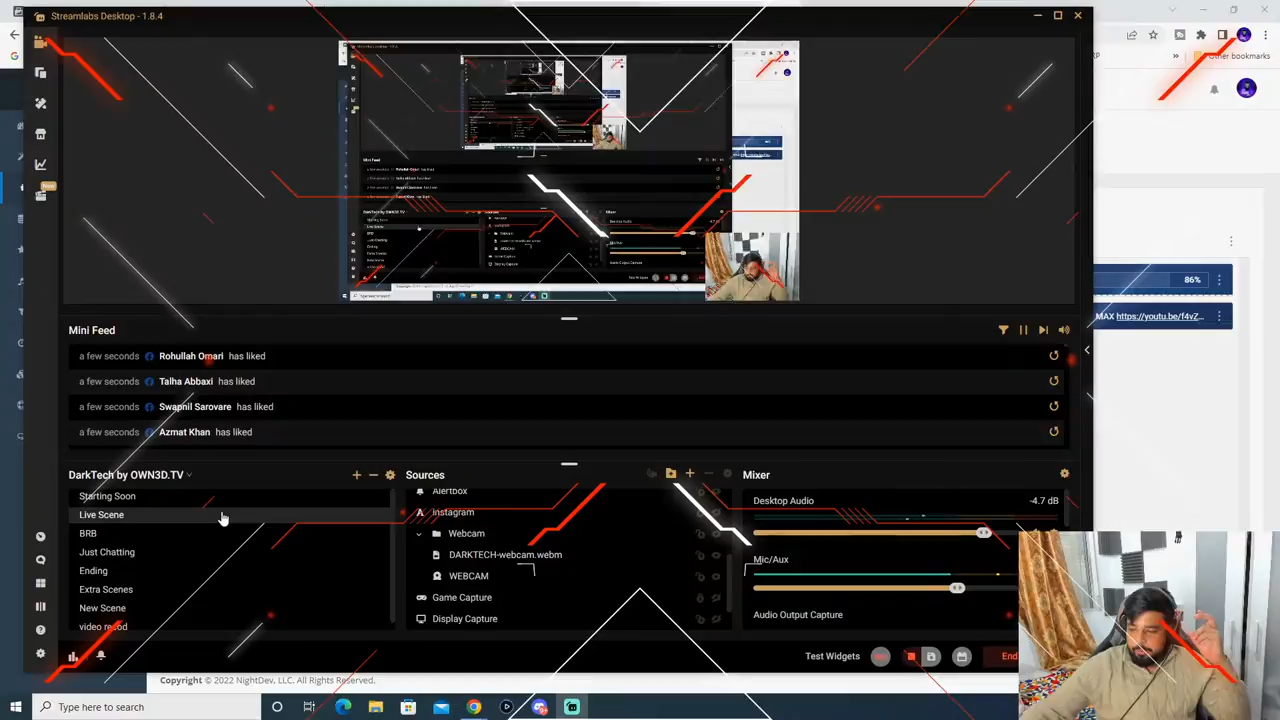 Streamlabs Desktop - 1.8.4
Other bookmarks
New
86%
MAX https://youtu.be/f4vZ...
Mini Feed
a few seconds Rohullah Omari has liked
a few seconds Talha Abbaxi has liked
a few seconds Swapnil Sarovare has liked
a few seconds Azmat Khan has liked
DarkTech by OWN3D.TV
Starting Soon
Live Scene
BRB
Just Chatting
Ending
Extra Scenes
New Scene
video recod
Sources
Alertbox
Instagram
Webcam
DARKTECH-webcam.webm
WEBCAM
Game Capture
Display Capture
Mixer
Desktop Audio -4.7 dB
Mic/Aux
Audio Output Capture
Test Widgets
REC
End
Copyright © 2022 NightDev, LLC. All Rights Reserved.
Type here to search